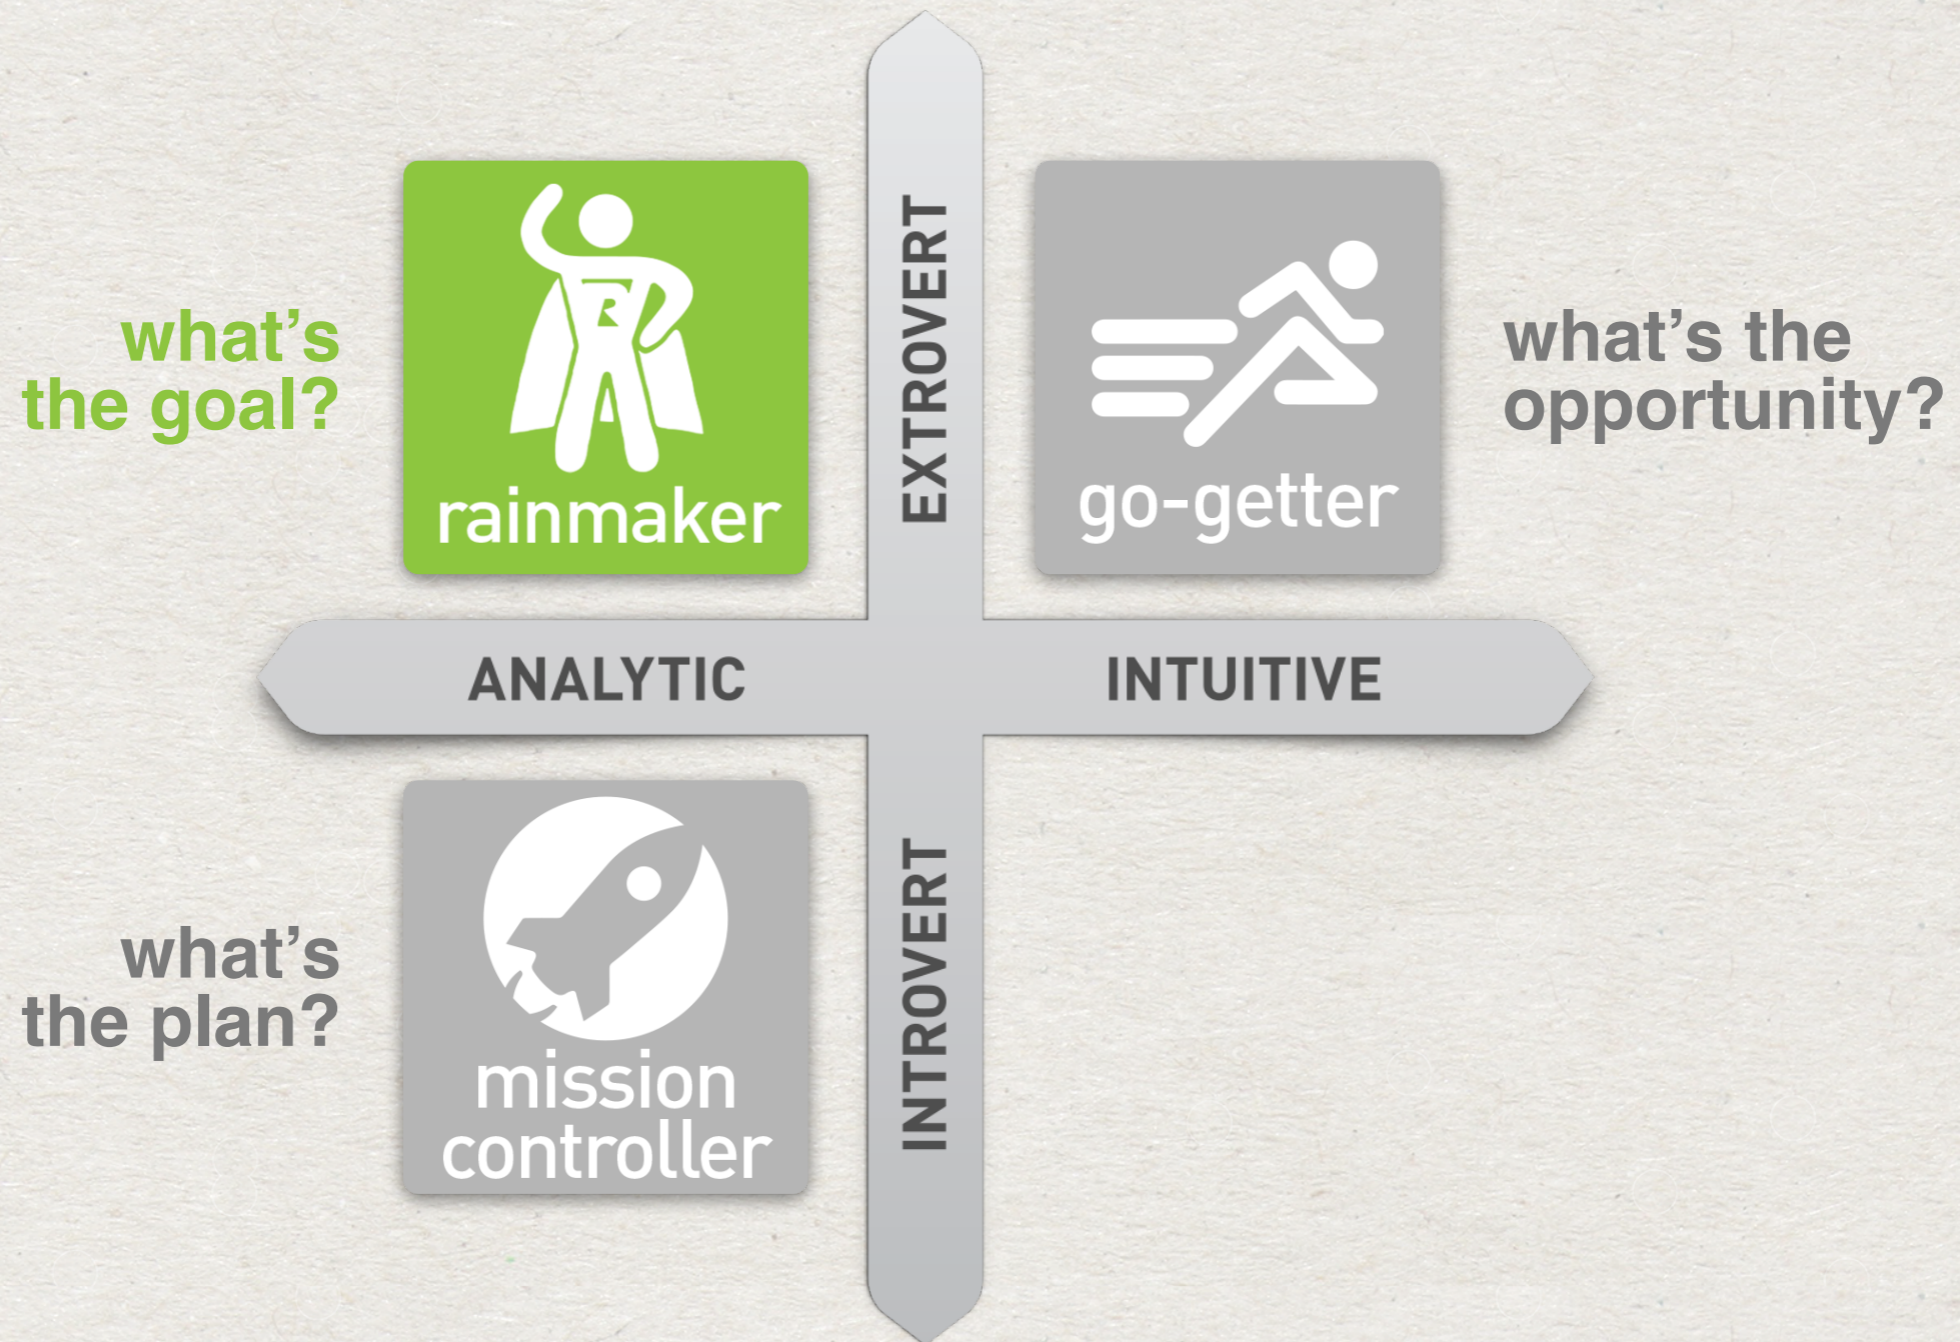 what's
the goal?
R
rainmaker
EXTROVERT
go-getter
what's the
opportunity?
ANALYTIC
INTUITIVE
what's
the plan?
mission
controller
INTROVERT